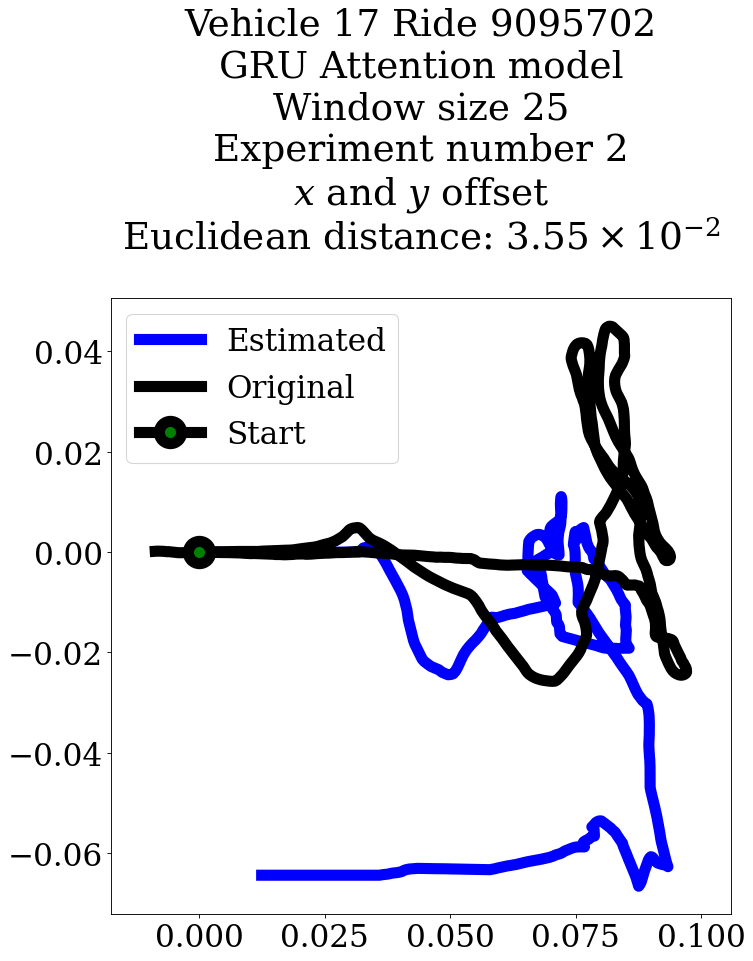 Vehicle 17 Ride 9095702
GRU Attention model
Window size 25
Experiment number 2
x and y offset
Euclidean distance: 3.55 × 10⁻²
Estimated
Original
Start
0.04
0.02
0.00
−0.02
−0.04
−0.06
0.000 0.025 0.050 0.075 0.100